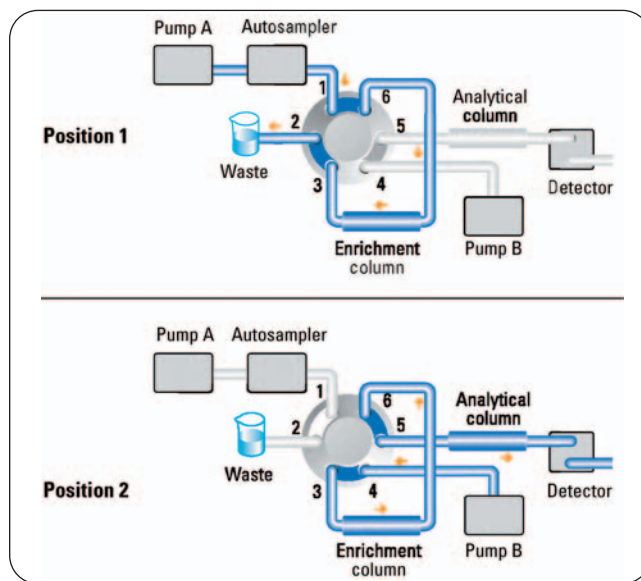 Pump A Autosampler
1
6
2
5
Analytical
column
Position 1
Waste
3
4
Detector
Enrichment
column
Pump B
Pump A Autosampler
1
6
Analytical
column
2
5
Waste
Position 2
3
4
Detector
Enrichment
column
Pump B